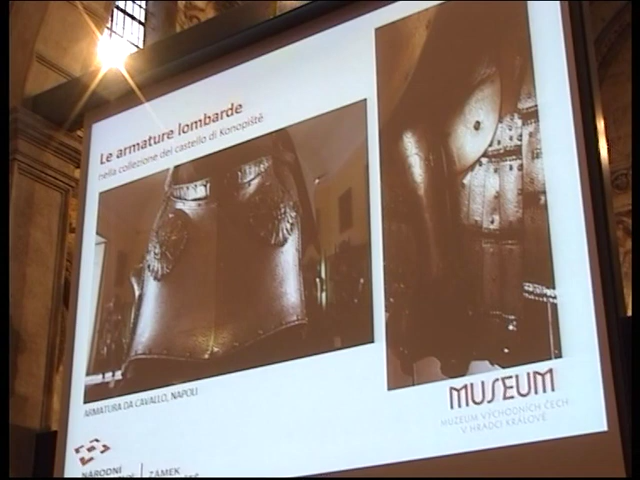 Le armature lombarde
nella collezione del castello di Konopiště
ARMATURA DA CAVALLO, NAPOLI
MUSEUM
MUZEUM VÝCHODNÍCH ČECH
V HRADCI KRÁLOVÉ
NÁRODNÍ
ZÁMEK